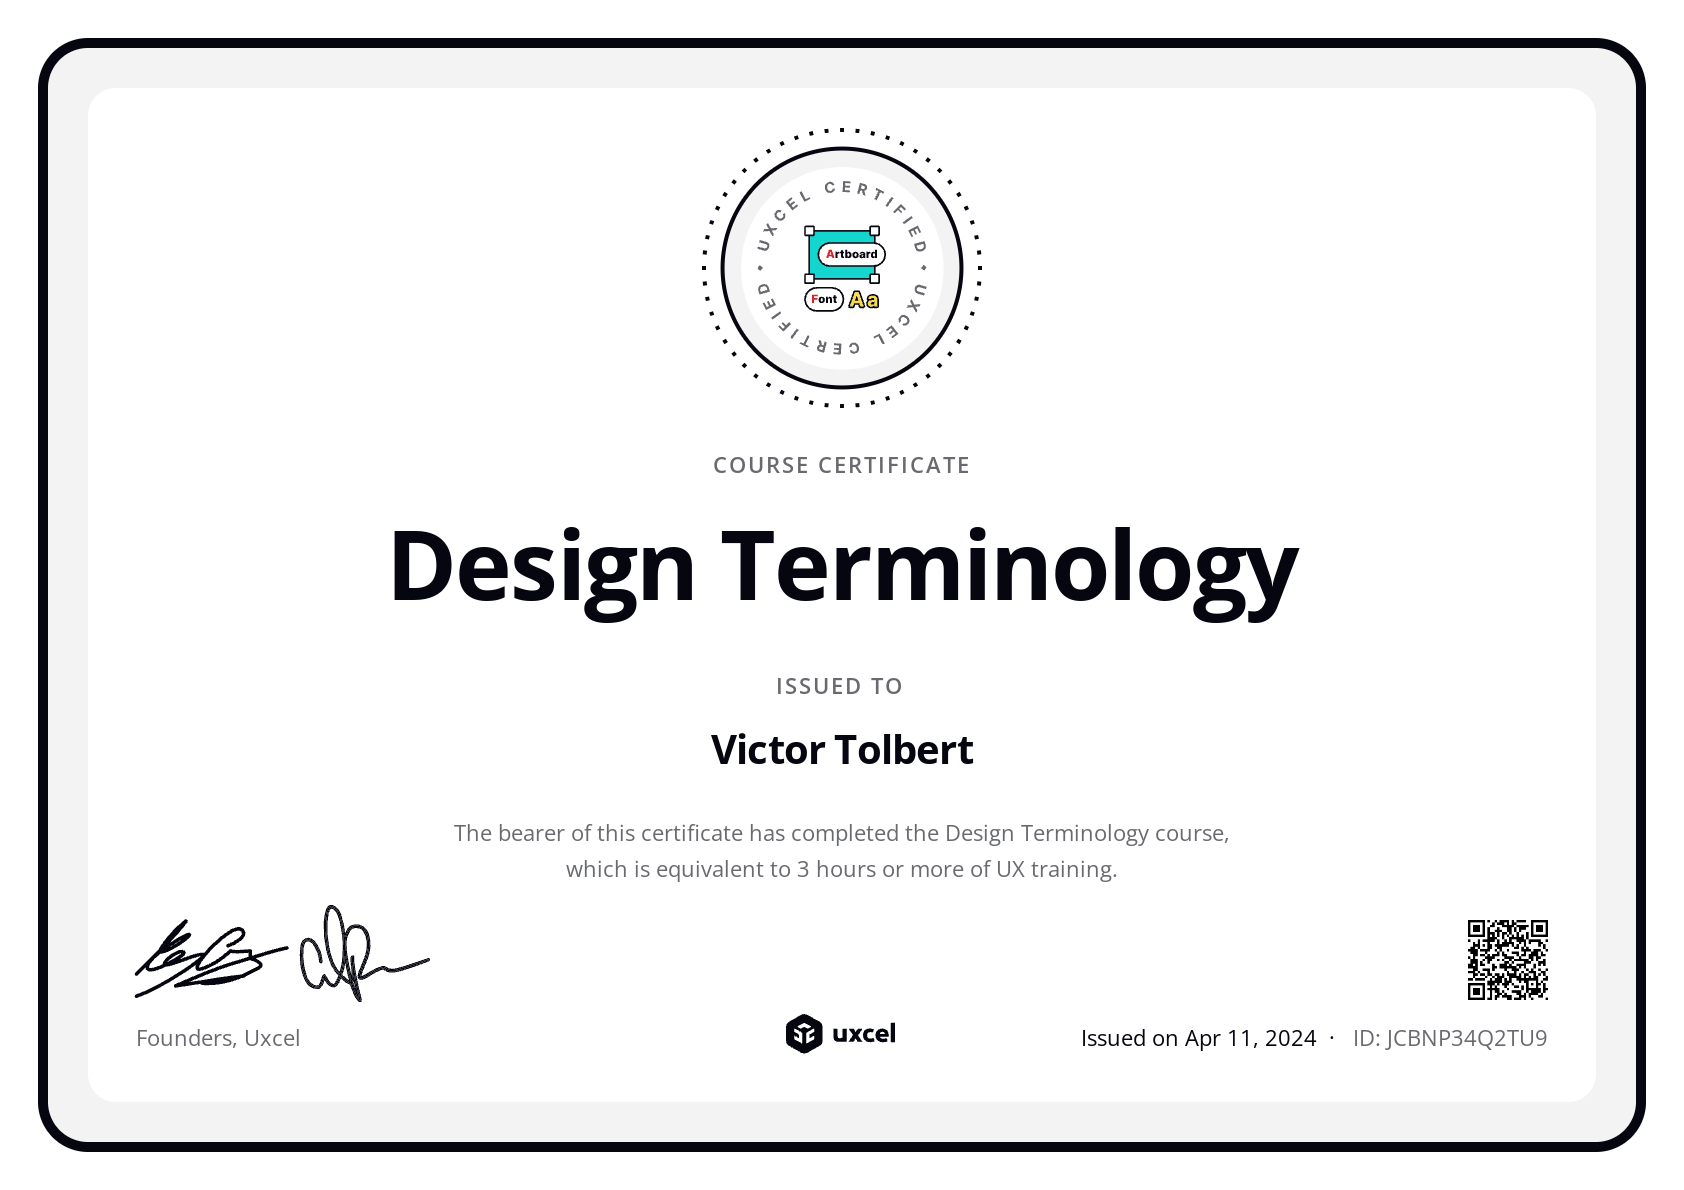 UXCEL CERTIFIED • UXCEL CERTIFIED •
Artboard
Font Aa
COURSE CERTIFICATE
Design Terminology
ISSUED TO
Victor Tolbert
The bearer of this certificate has completed the Design Terminology course,
which is equivalent to 3 hours or more of UX training.
Founders, Uxcel
uxcel
Issued on Apr 11, 2024 · ID: JCBNP34Q2TU9